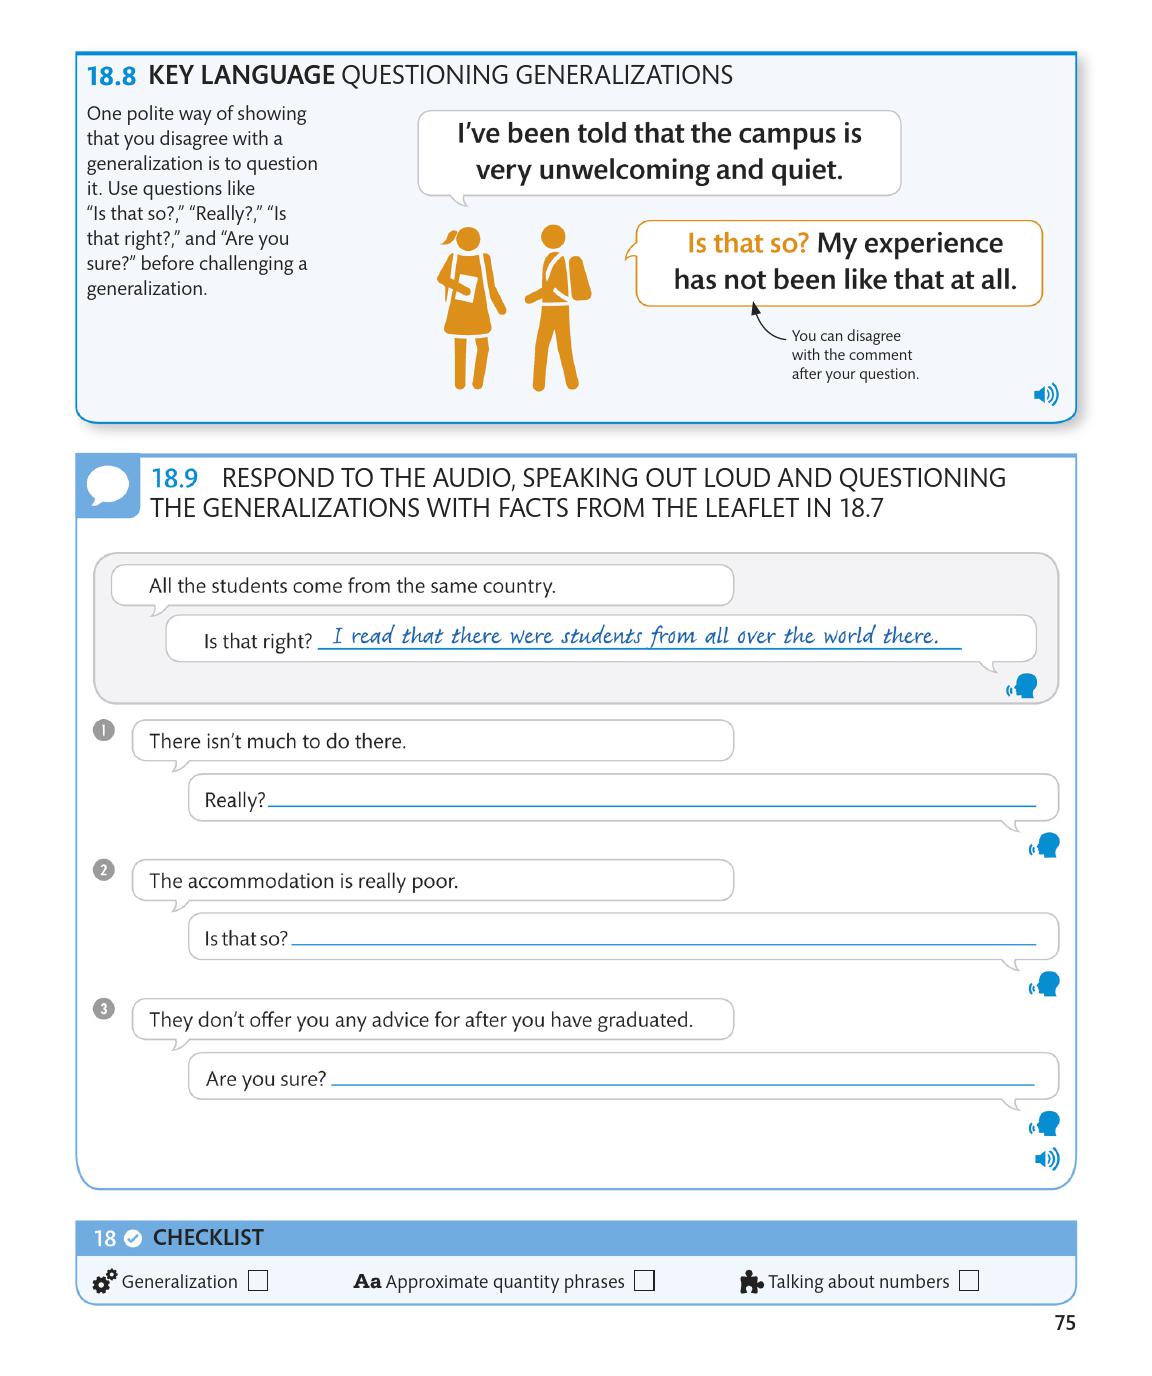 18.8 KEY LANGUAGE QUESTIONING GENERALIZATIONS
One polite way of showing
that you disagree with a
generalization is to question
it. Use questions like
“Is that so?,” “Really?,” “Is
that right?,” and “Are you
sure?” before challenging a
generalization.
I’ve been told that the campus is
very unwelcoming and quiet.
Is that so? My experience
has not been like that at all.
You can disagree
with the comment
after your question.
18.9 RESPOND TO THE AUDIO, SPEAKING OUT LOUD AND QUESTIONING
THE GENERALIZATIONS WITH FACTS FROM THE LEAFLET IN 18.7
All the students come from the same country.
Is that right? I read that there were students from all over the world there.
1 There isn’t much to do there.
Really?
2 The accommodation is really poor.
Is that so?
3 They don’t offer you any advice for after you have graduated.
Are you sure?
18 CHECKLIST
Generalization Aa Approximate quantity phrases Talking about numbers
75